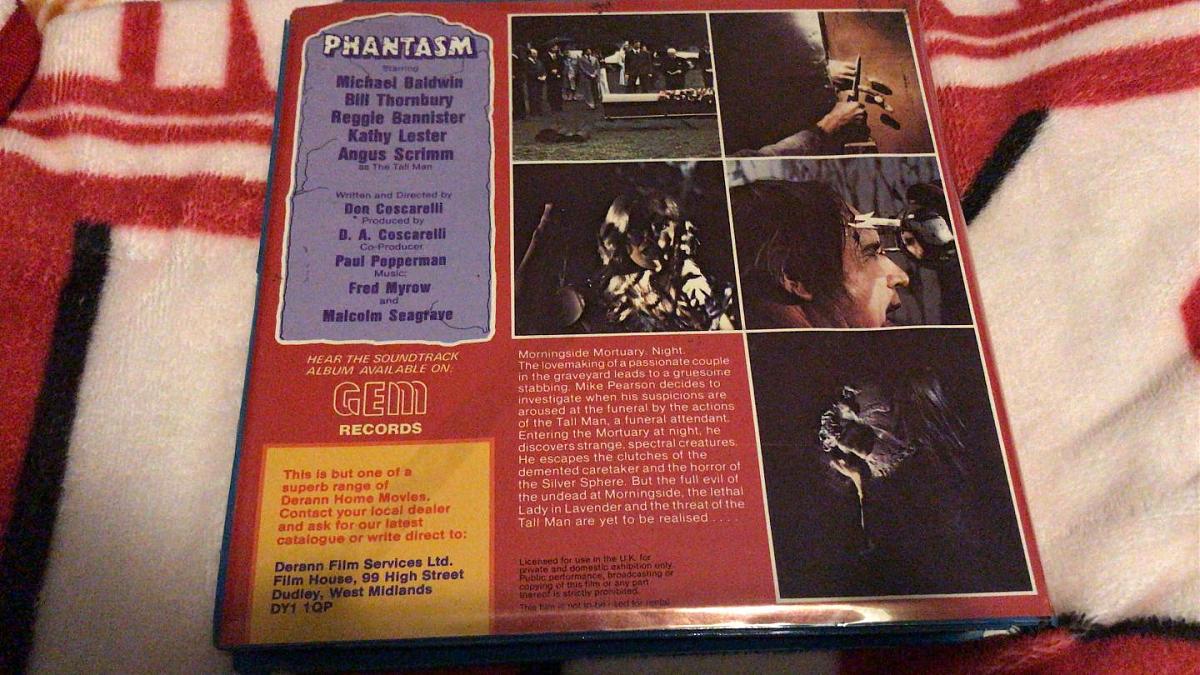 PHANTASM
Starring
Michael Baldwin
Bill Thornbury
Reggie Bannister
Kathy Lester
Angus Scrimm
as The Tall Man
Written and Directed by
Don Coscarelli
Produced by
D. A. Coscarelli
Co-Producer
Paul Pepperman
Music:
Fred Myrow
and
Malcolm Seagrave
HEAR THE SOUNDTRACK
ALBUM AVAILABLE ON.
GEM
RECORDS
This is but one of a
superb range of
Derann Home Movies.
Contact your local dealer
and ask for our latest
catalogue or write direct to:
Derann Film Services Ltd.
Film House, 99 High Street
Dudley, West Midlands
DY1 1QP
Morningside Mortuary. Night.
The lovemaking of a passionate couple
in the graveyard leads to a gruesome
stabbing. Mike Pearson decides to
investigate when his suspicions are
aroused at the funeral by the actions
of the Tall Man, a funeral attendant.
Entering the Mortuary at night, he
discovers strange, spectral creatures.
He escapes the clutches of the
demented caretaker and the horror of
the Silver Sphere. But the full evil of
the undead at Morningside, the lethal
Lady in Lavender and the threat of the
Tall Man are yet to be realised . . . .
Licensed for use in the U.K. for
private and domestic exhibition only.
Public performance, broadcasting or
copying of this film or any part
thereof is strictly prohibited.
This film is not to be used for rental